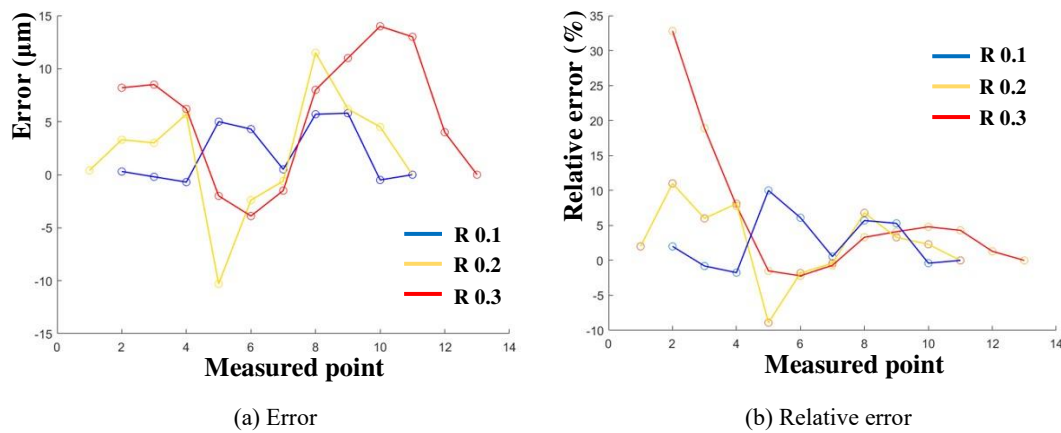 15
10
5
0
-5
-10
-15
Error (μm)
R 0.1
R 0.2
R 0.3
0 2 4 6 8 10 12 14
Measured point
(a) Error
35
30
25
20
15
10
5
0
-5
-10
Relative error (%)
R 0.1
R 0.2
R 0.3
0 2 4 6 8 10 12 14
Measured point
(b) Relative error